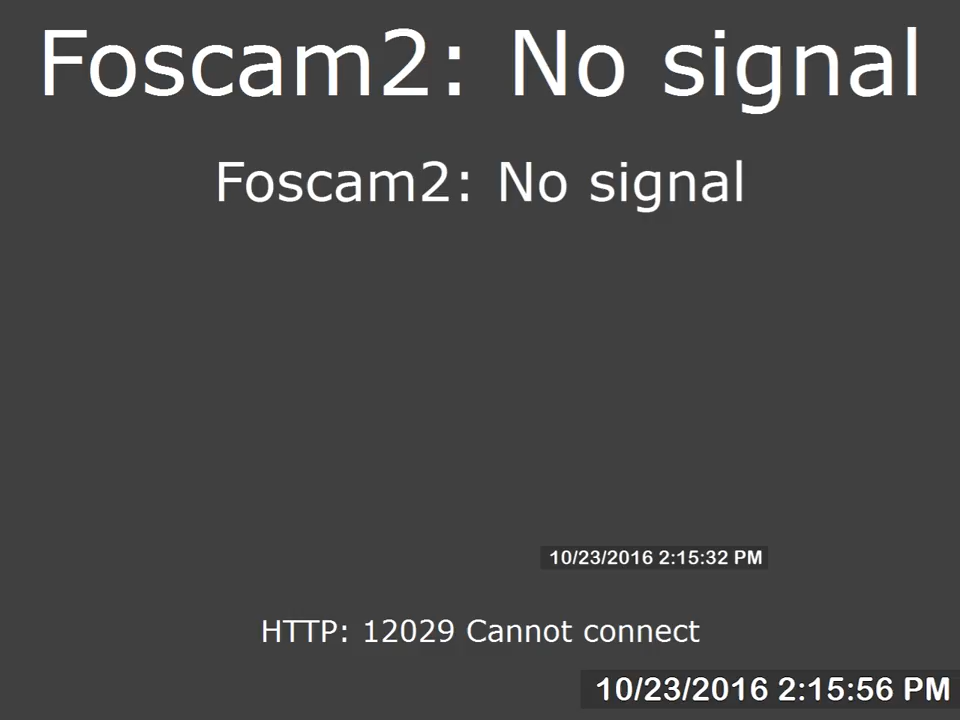 Foscam2: No signal
Foscam2: No signal
10/23/2016 2:15:32 PM
HTTP: 12029 Cannot connect
10/23/2016 2:15:56 PM